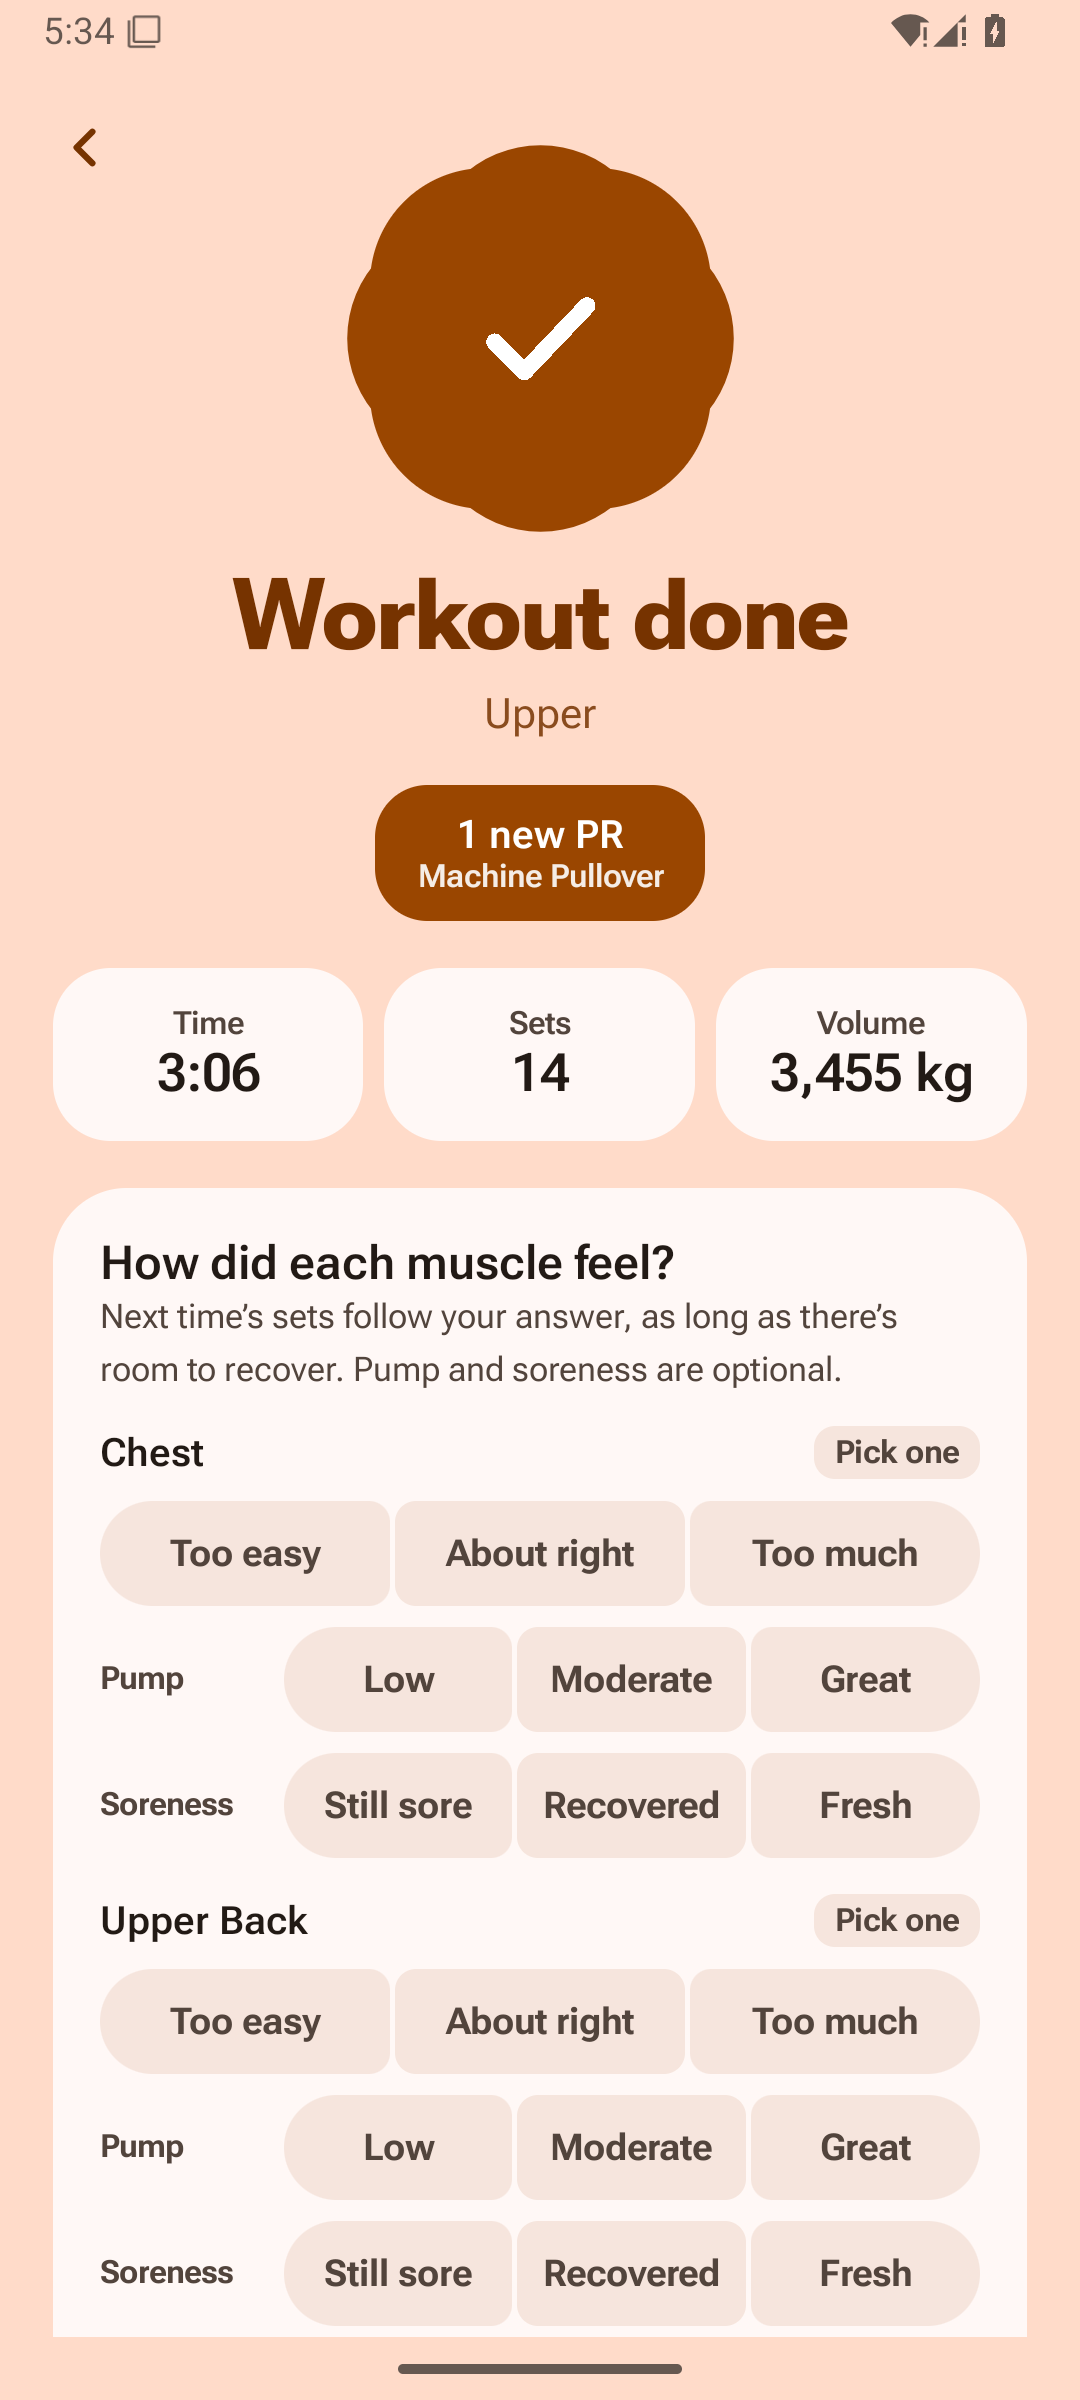 5:34
Workout done
Upper
1 new PR
Machine Pullover
Time
3:06
Sets
14
Volume
3,455 kg
How did each muscle feel?
Next time’s sets follow your answer, as long as there’s
room to recover. Pump and soreness are optional.
Chest
Pick one
Too easy
About right
Too much
Pump
Low
Moderate
Great
Soreness
Still sore
Recovered
Fresh
Upper Back
Pick one
Too easy
About right
Too much
Pump
Low
Moderate
Great
Soreness
Still sore
Recovered
Fresh